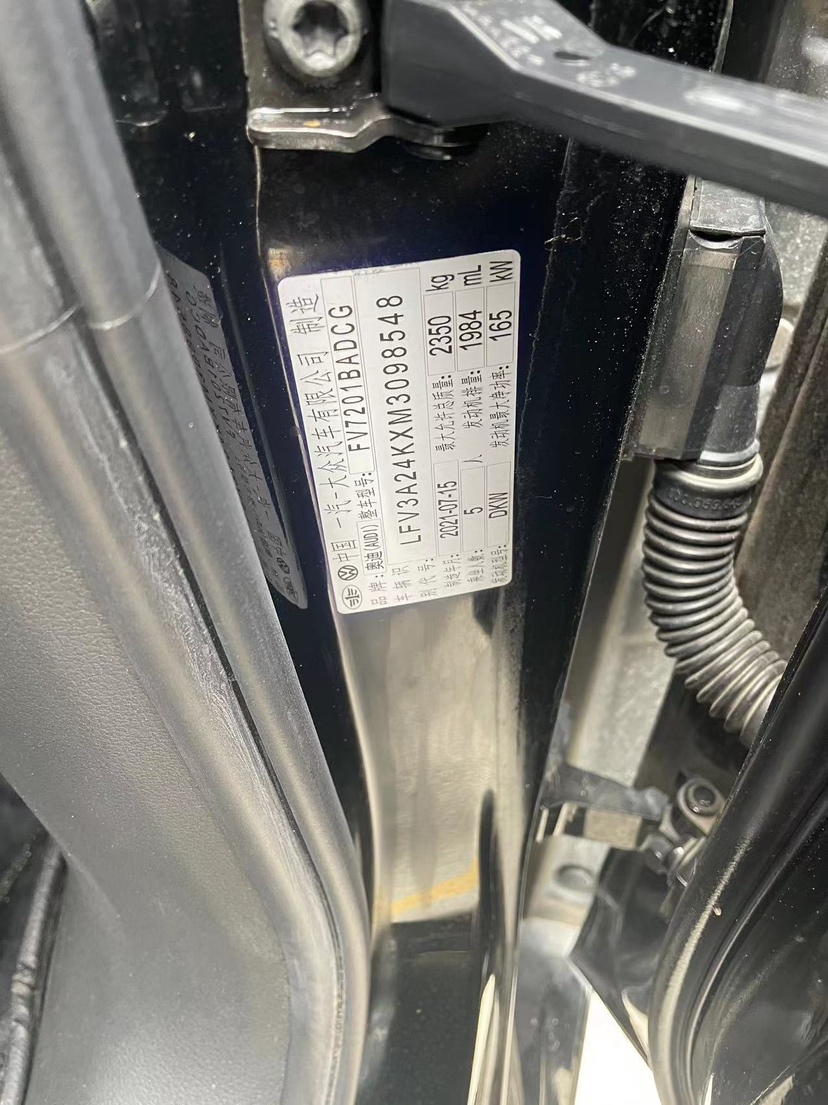 中国 一汽-大众汽车有限公司 制造
品牌: 奥迪(AUDI) 整车型号: FV7201BADCG
车辆识别代号: LFV3A24KXM3098548
制造年月: 2021-07-15 最大允许总质量: 2350 kg
乘坐人数: 5 人 发动机排量: 1984 mL
发动机型号: DKW 发动机最大净功率: 165 kW